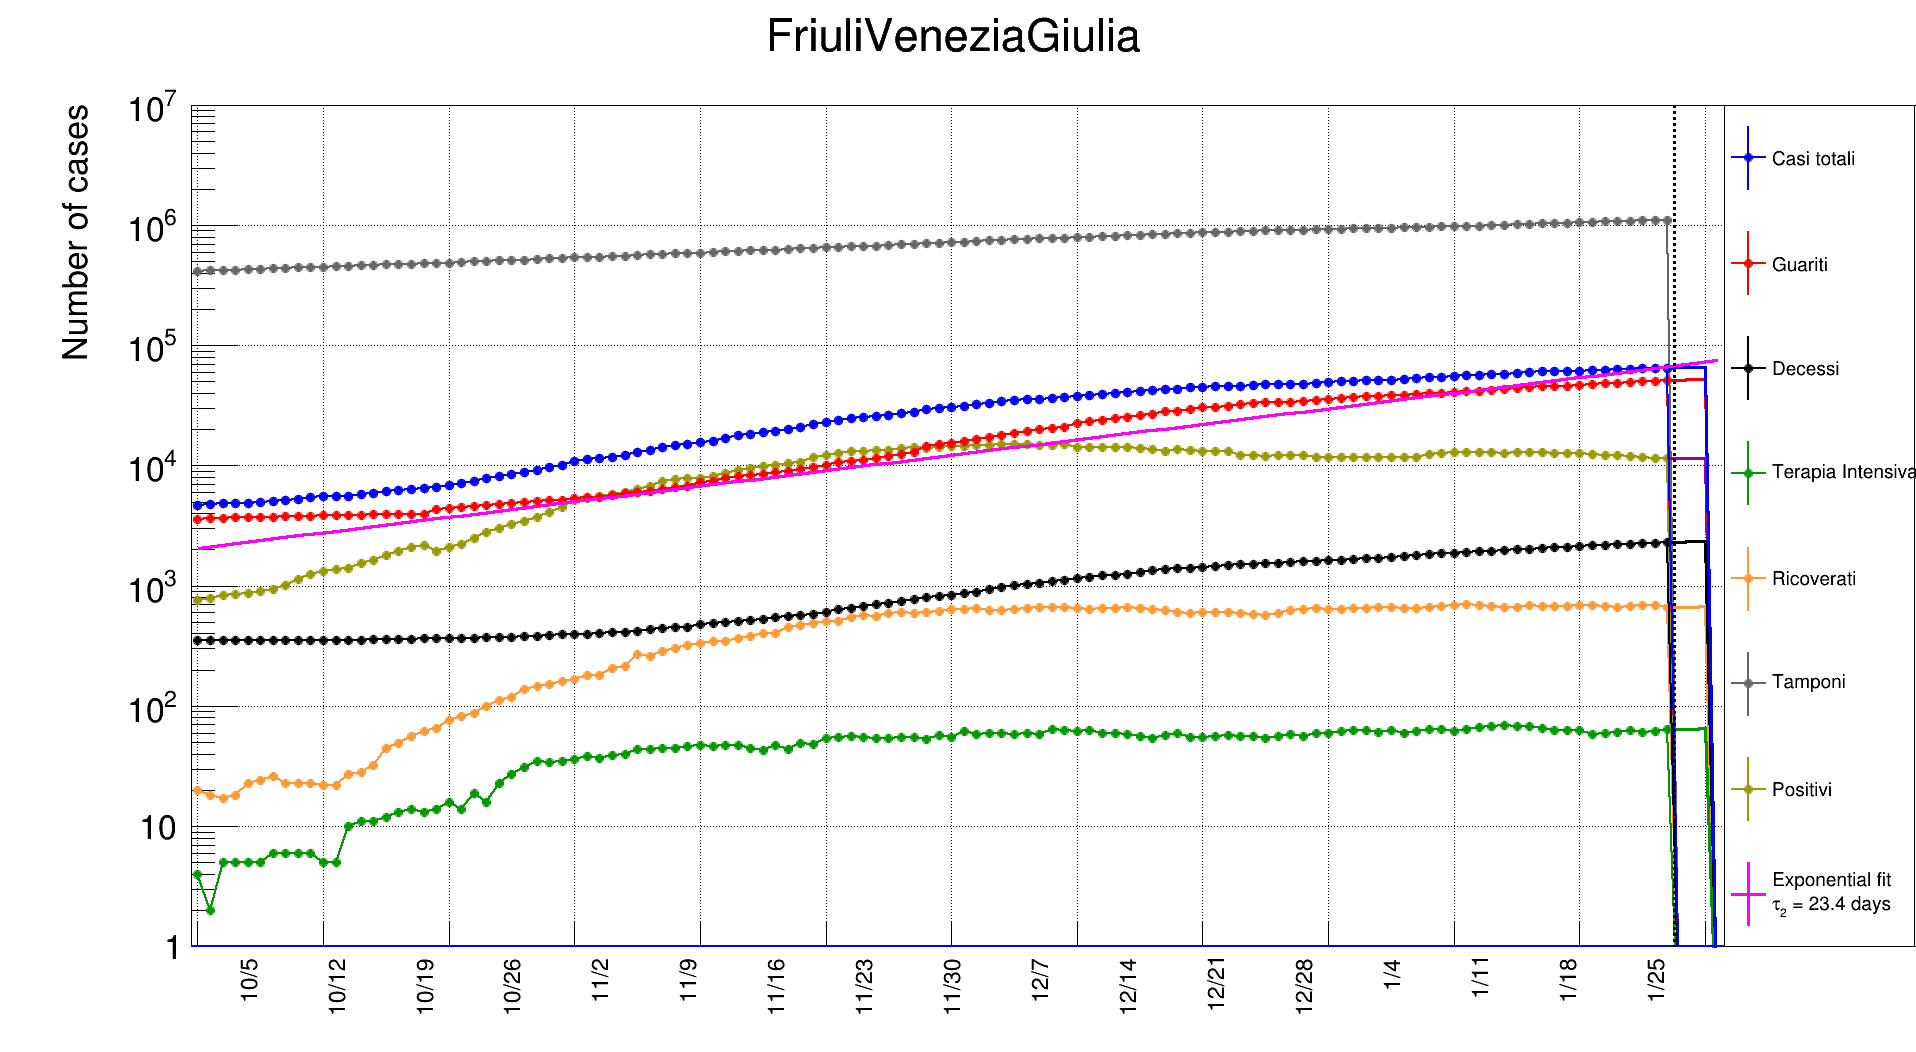 FriuliVeneziaGiulia
Number of cases
10^7
10^6
10^5
10^4
10^3
10^2
10
1
10/5
10/12
10/19
10/26
11/2
11/9
11/16
11/23
11/30
12/7
12/14
12/21
12/28
1/4
1/11
1/18
1/25
Casi totali
Guariti
Decessi
Terapia Intensiva
Ricoverati
Tamponi
Positivi
Exponential fit
τ₂ = 23.4 days